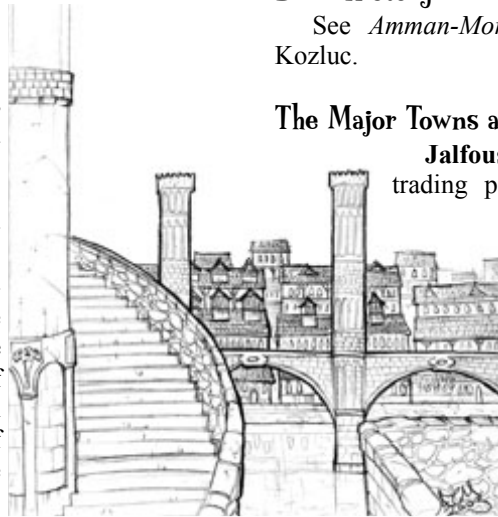 See Amman-Mor
Kozluc.
The Major Towns a
Jalfous
trading p